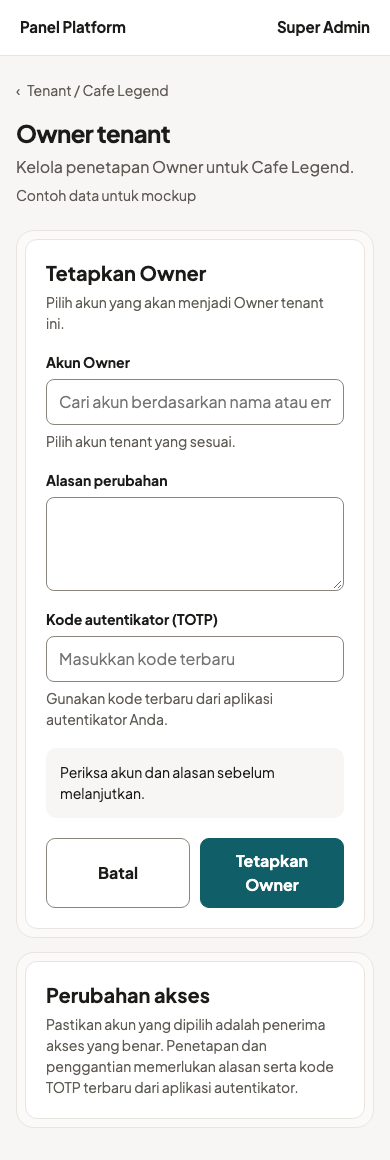 Panel Platform
Super Admin
‹ Tenant / Cafe Legend
Owner tenant
Kelola penetapan Owner untuk Cafe Legend.
Contoh data untuk mockup
Tetapkan Owner
Pilih akun yang akan menjadi Owner tenant
ini.
Akun Owner
Cari akun berdasarkan nama atau em
Pilih akun tenant yang sesuai.
Alasan perubahan
Kode autentikator (TOTP)
Masukkan kode terbaru
Gunakan kode terbaru dari aplikasi
autentikator Anda.
Periksa akun dan alasan sebelum
melanjutkan.
Batal
Tetapkan
Owner
Perubahan akses
Pastikan akun yang dipilih adalah penerima
akses yang benar. Penetapan dan
penggantian memerlukan alasan serta kode
TOTP terbaru dari aplikasi autentikator.